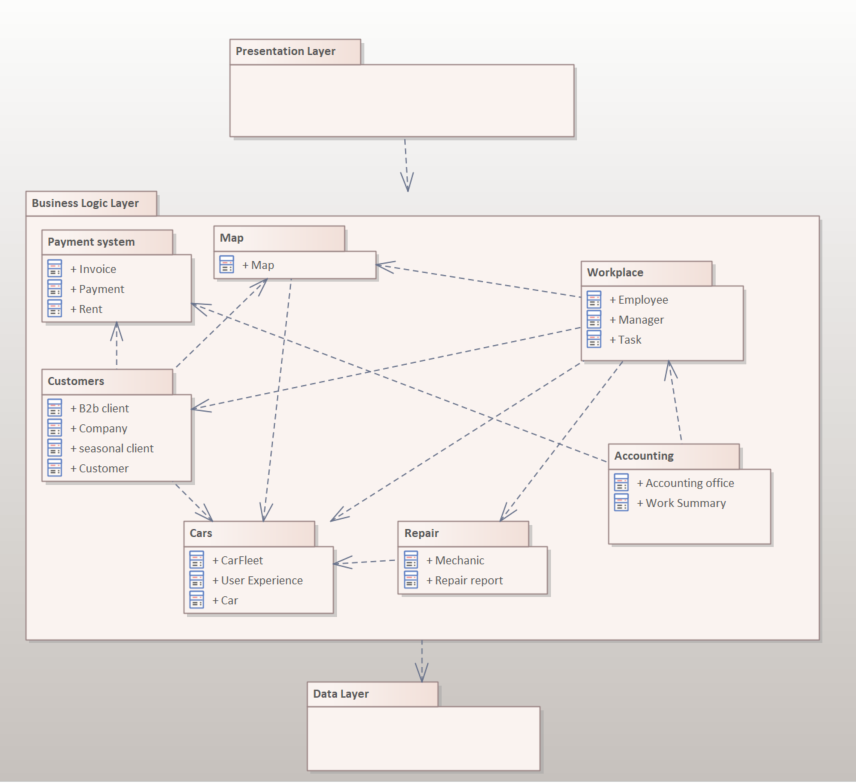 Presentation Layer
Business Logic Layer
Payment system
+ Invoice
+ Payment
+ Rent
Map
+ Map
Workplace
+ Employee
+ Manager
+ Task
Customers
+ B2b client
+ Company
+ seasonal client
+ Customer
Accounting
+ Accounting office
+ Work Summary
Cars
+ CarFleet
+ User Experience
+ Car
Repair
+ Mechanic
+ Repair report
Data Layer